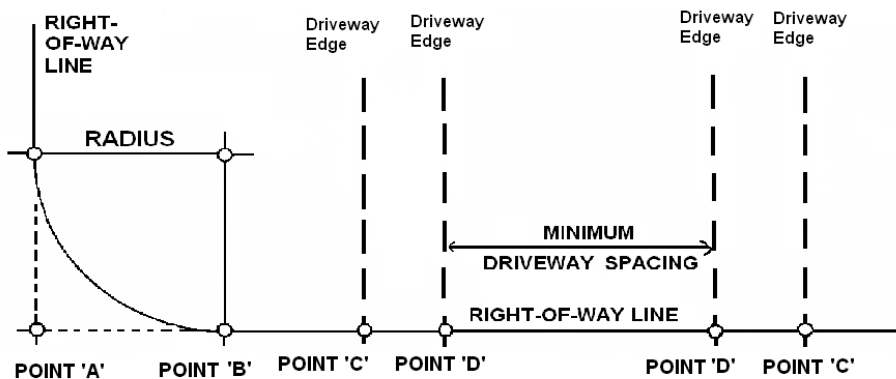 RIGHT-
OF-WAY
LINE
Driveway
Edge
Driveway
Edge
Driveway
Edge
Driveway
Edge
RADIUS
MINIMUM
DRIVEWAY SPACING
RIGHT-OF-WAY LINE
POINT 'A'
POINT 'B'
POINT 'C'
POINT 'D'
POINT 'D'
POINT 'C'